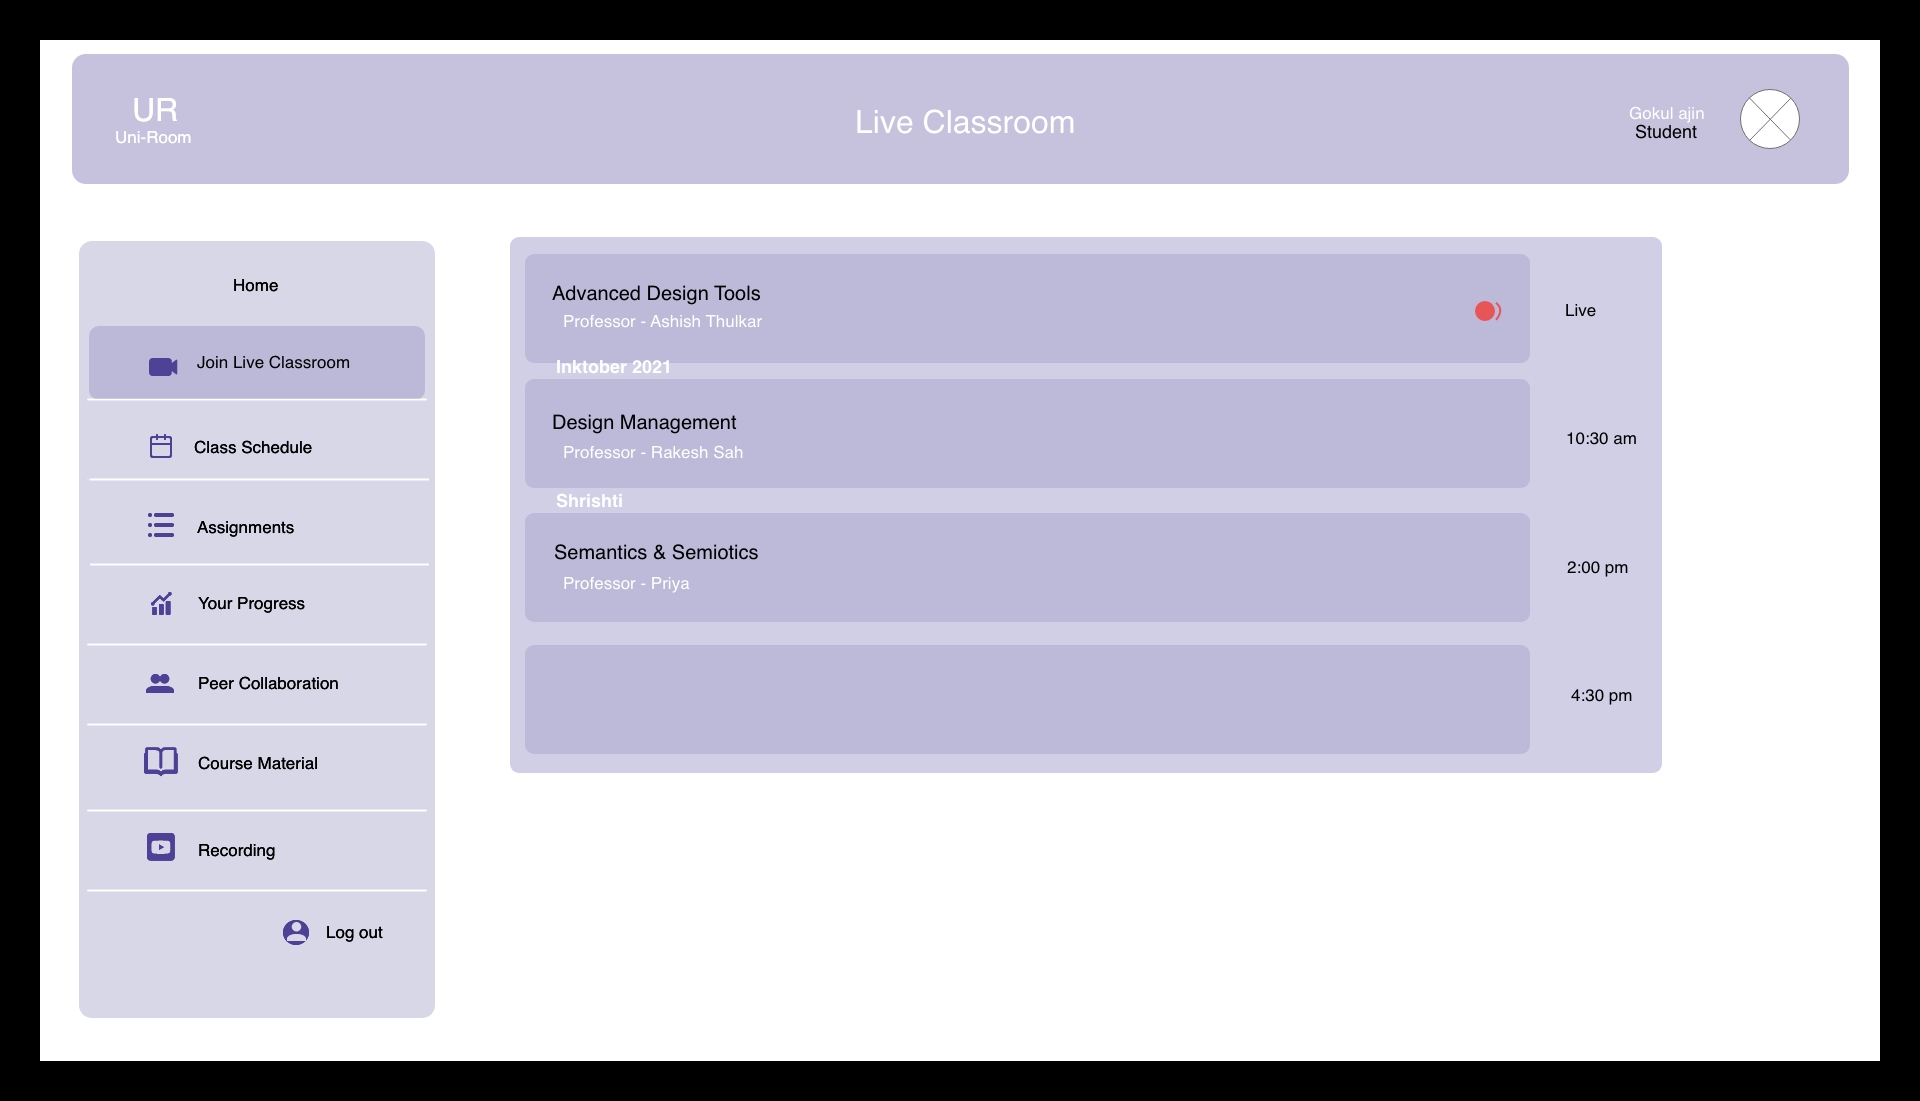 UR
Uni-Room
Live Classroom
Gokul ajin
Student
Home
Join Live Classroom
Class Schedule
Assignments
Your Progress
Peer Collaboration
Course Material
Recording
Log out
Advanced Design Tools
Professor - Ashish Thulkar
Live
Inktober 2021
Design Management
Professor - Rakesh Sah
10:30 am
Shrishti
Semantics & Semiotics
Professor - Priya
2:00 pm
4:30 pm